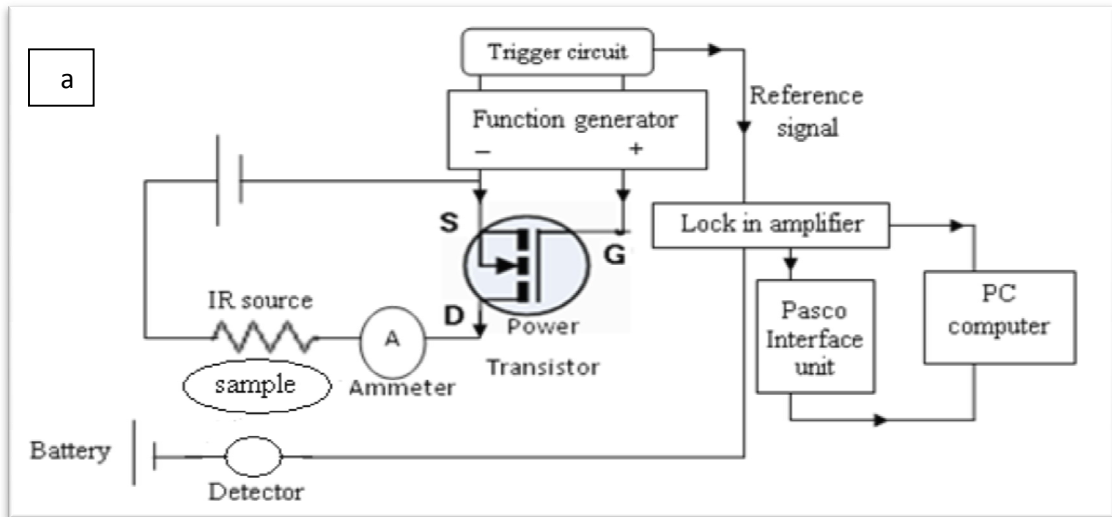 a
Trigger circuit
Reference
signal
Function generator
– +
S
G
D
Lock in amplifier
IR source
A
Ammeter
Power
Transistor
Pasco
Interface
unit
PC
computer
sample
Battery
Detector